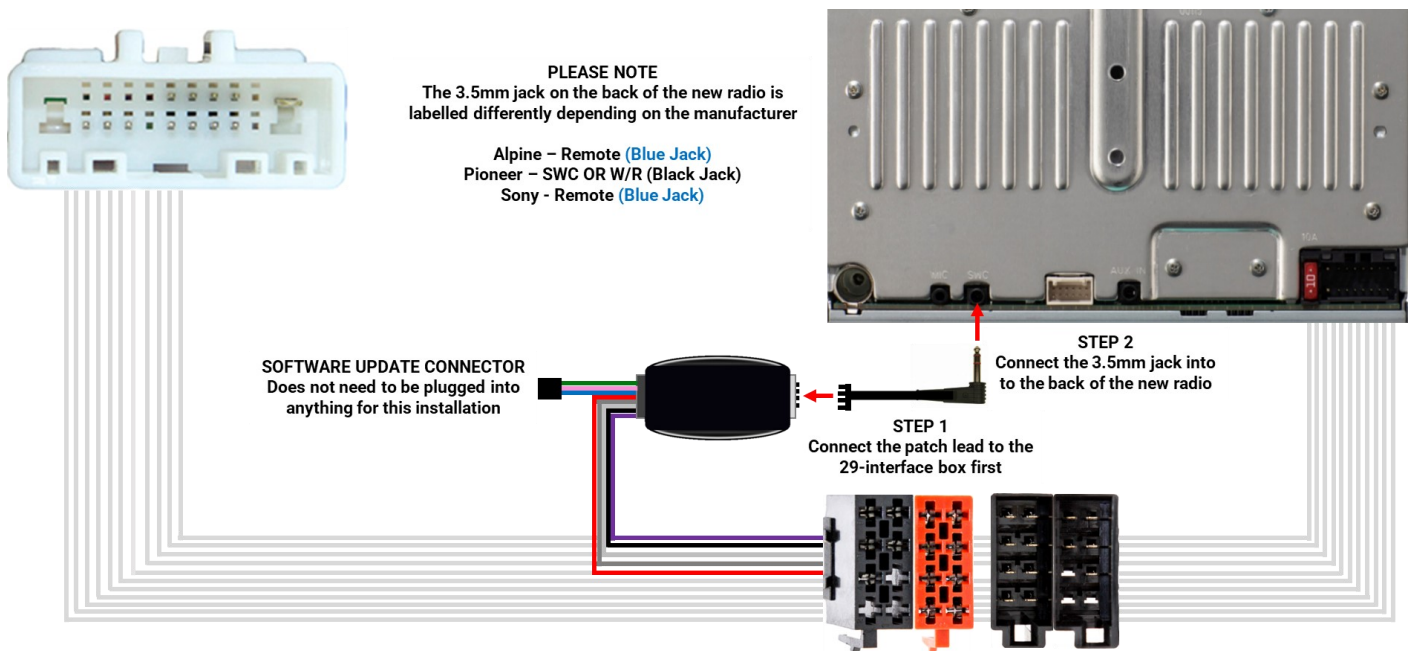 PLEASE NOTE
The 3.5mm jack on the back of the new radio is
labelled differently depending on the manufacturer
Alpine – Remote (Blue Jack)
Pioneer – SWC OR W/R (Black Jack)
Sony - Remote (Blue Jack)
10A
MIC
SWC
AUX IN
10
STEP 2
Connect the 3.5mm jack into
to the back of the new radio
SOFTWARE UPDATE CONNECTOR
Does not need to be plugged into
anything for this installation
STEP 1
Connect the patch lead to the
29-interface box first